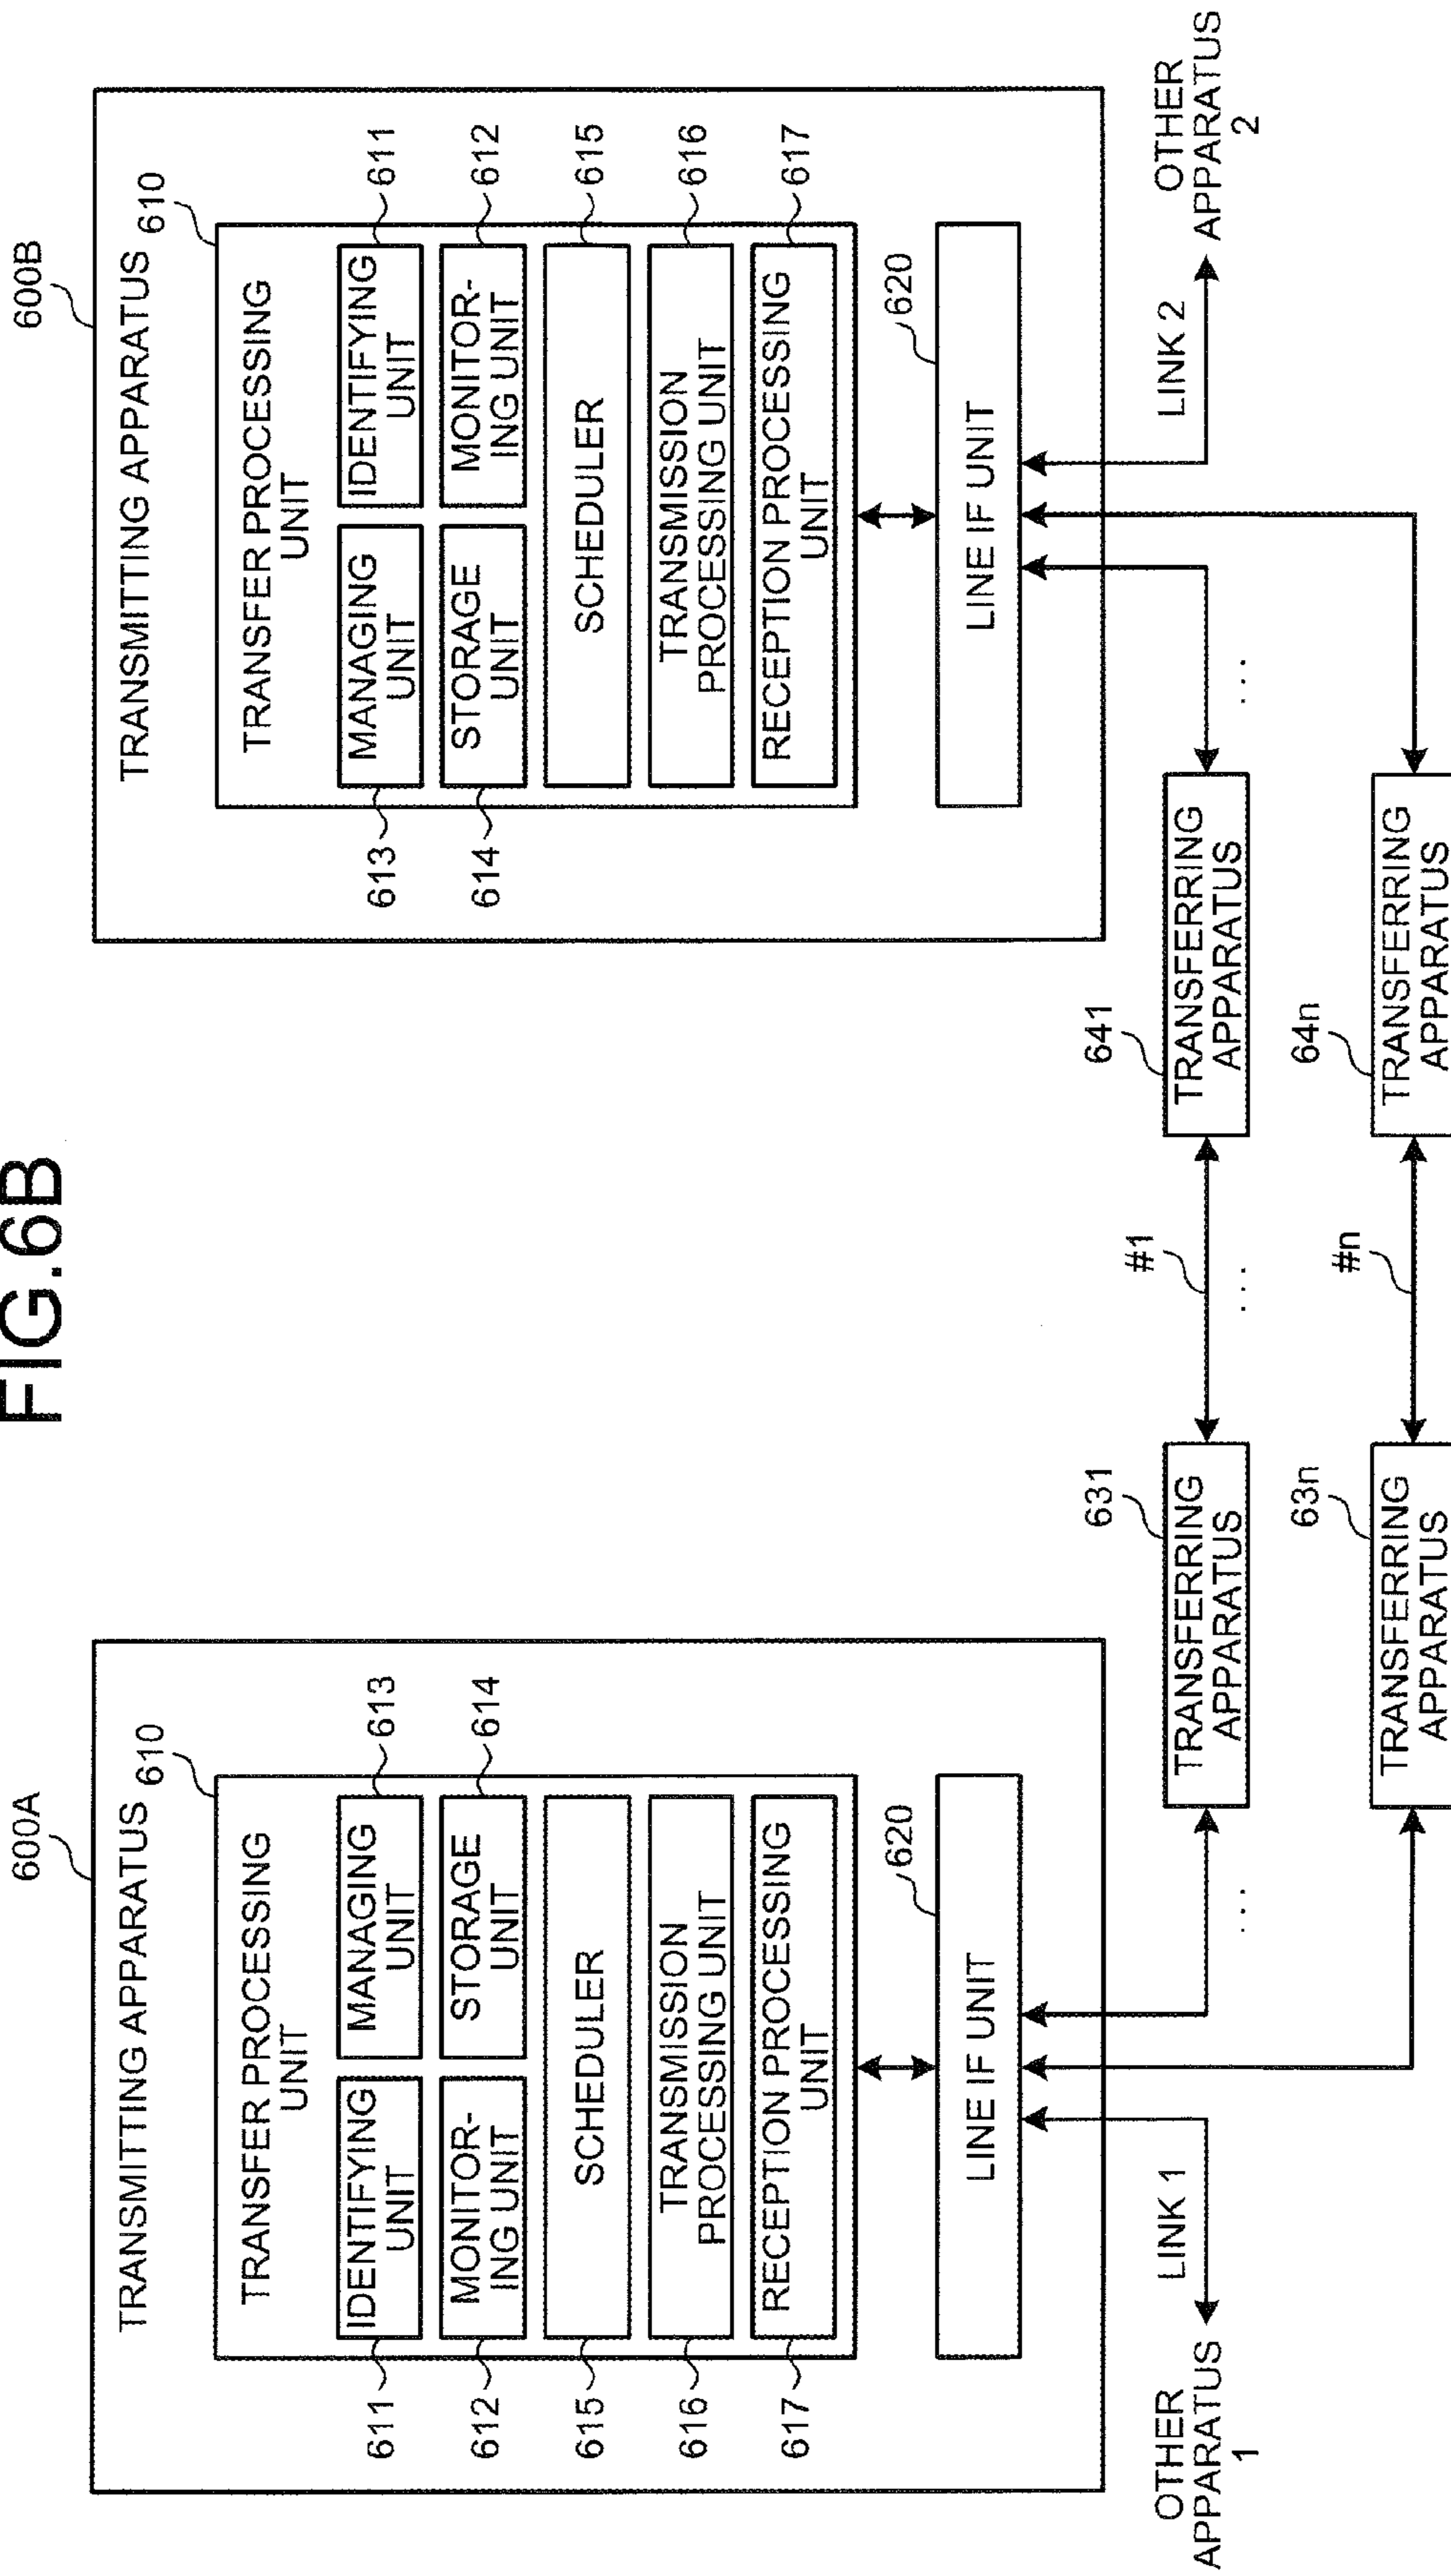 FIG.6B
600A
TRANSMITTING APPARATUS
610
TRANSFER PROCESSING
UNIT
611
IDENTIFYING
UNIT
MANAGING
UNIT
613
612
MONITOR-
ING UNIT
STORAGE
UNIT
614
615
SCHEDULER
616
TRANSMISSION
PROCESSING UNIT
617
RECEPTION PROCESSING
UNIT
620
LINE IF UNIT
LINK 1
OTHER
APPARATUS
1
...
631
TRANSFERRING
APPARATUS
63n
TRANSFERRING
APPARATUS
#1
...
#n
641
TRANSFERRING
APPARATUS
64n
TRANSFERRING
APPARATUS
...
600B
TRANSMITTING APPARATUS
610
TRANSFER PROCESSING
UNIT
613
MANAGING
UNIT
IDENTIFYING
UNIT
611
614
STORAGE
UNIT
MONITOR-
ING UNIT
612
SCHEDULER
615
TRANSMISSION
PROCESSING UNIT
616
RECEPTION PROCESSING
UNIT
617
620
LINE IF UNIT
LINK 2
OTHER
APPARATUS
2